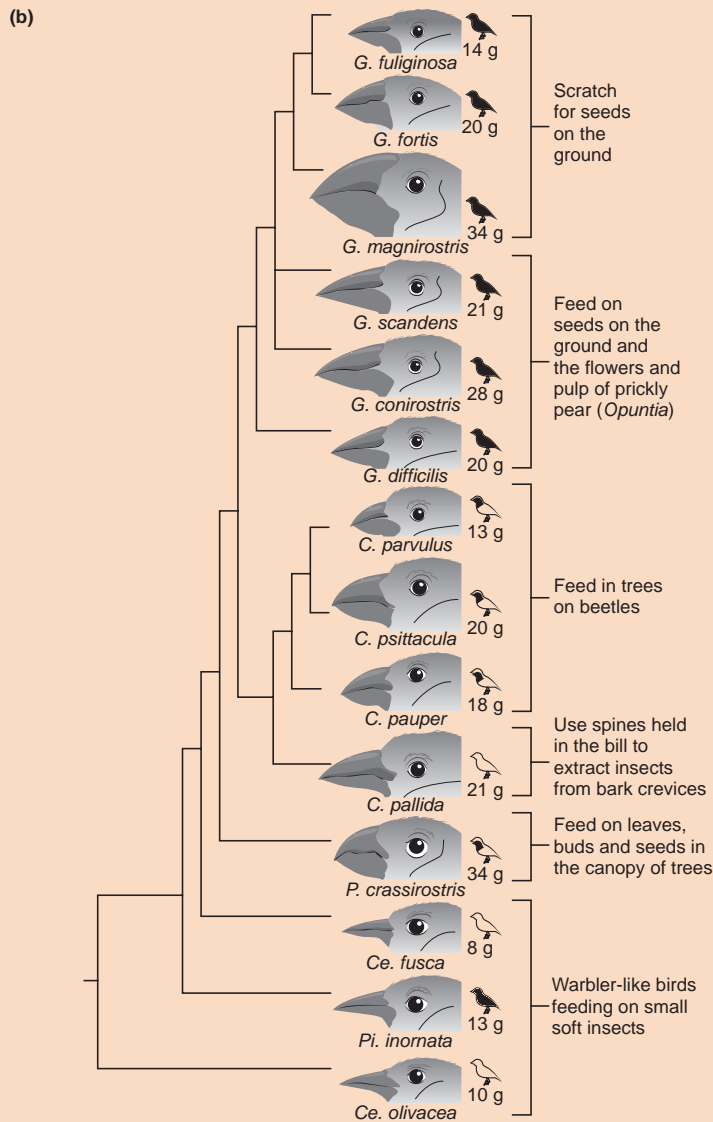 (b)
14 g
G. fuliginosa
20 g
G. fortis
34 g
G. magnirostris
Scratch
for seeds
on the
ground
21 g
G. scandens
28 g
G. conirostris
20 g
G. difficilis
Feed on
seeds on the
ground and
the flowers and
pulp of prickly
pear (Opuntia)
13 g
C. parvulus
20 g
C. psittacula
18 g
C. pauper
Feed in trees
on beetles
21 g
C. pallida
Use spines held
in the bill to
extract insects
from bark crevices
34 g
P. crassirostris
Feed on leaves,
buds and seeds in
the canopy of trees
8 g
Ce. fusca
13 g
Pi. inornata
10 g
Ce. olivacea
Warbler-like birds
feeding on small
soft insects